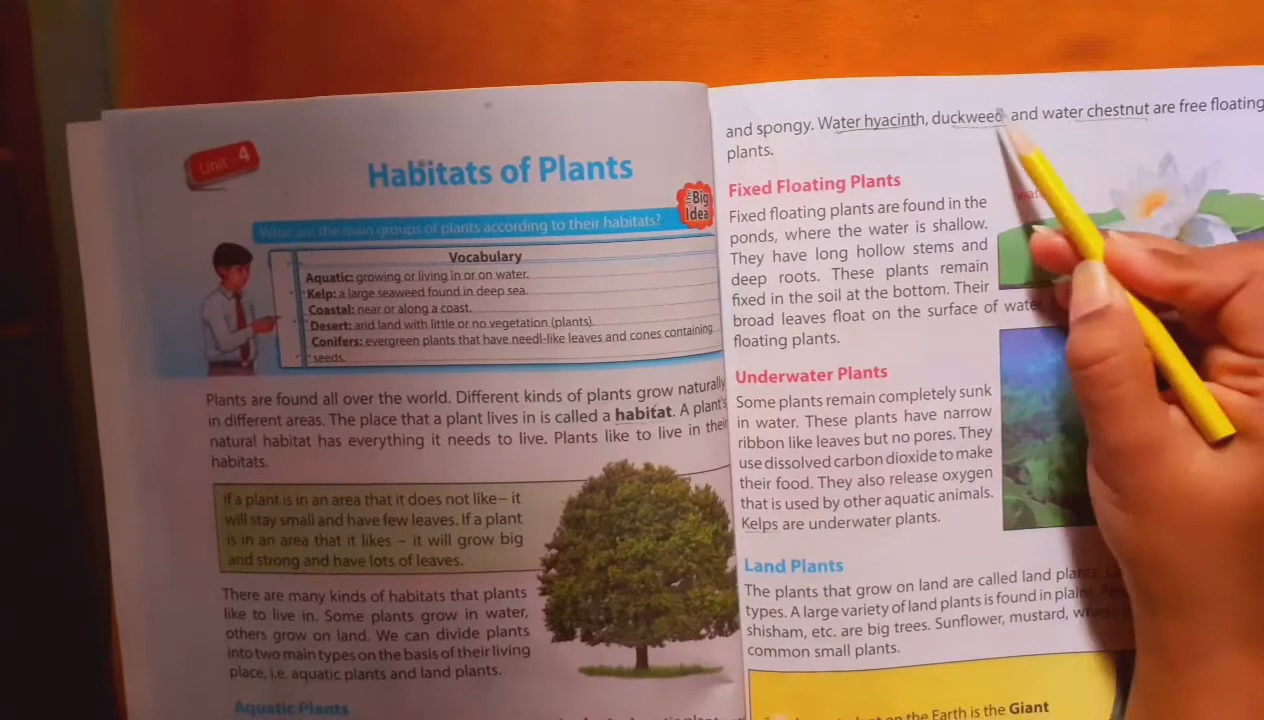 Unit 4
Habitats of Plants
The Big Idea
What are the main groups of plants according to their habitats?
Vocabulary
Aquatic: growing or living in or on water.
Kelp: a large seaweed found in deep sea.
Coastal: near or along a coast.
Desert: arid land with little or no vegetation (plants).
Conifers: evergreen plants that have needl-like leaves and cones containing
seeds.
Plants are found all over the world. Different kinds of plants grow naturally
in different areas. The place that a plant lives in is called a habitat. A plant's
natural habitat has everything it needs to live. Plants like to live in their
habitats.
If a plant is in an area that it does not like – it
will stay small and have few leaves. If a plant
is in an area that it likes – it will grow big
and strong and have lots of leaves.
There are many kinds of habitats that plants
like to live in. Some plants grow in water,
others grow on land. We can divide plants
into two main types on the basis of their living
place, i.e. aquatic plants and land plants.
Aquatic Plants
and spongy. Water hyacinth, duckweed and water chestnut are free floating
plants.
Fixed Floating Plants
Fixed floating plants are found in the
ponds, where the water is shallow.
They have long hollow stems and
deep roots. These plants remain
fixed in the soil at the bottom. Their
broad leaves float on the surface of water
floating plants.
Underwater Plants
Some plants remain completely sunk
in water. These plants have narrow
ribbon like leaves but no pores. They
use dissolved carbon dioxide to make
their food. They also release oxygen
that is used by other aquatic animals.
Kelps are underwater plants.
Land Plants
The plants that grow on land are called land
types. A large variety of land plants is found in
shisham, etc. are big trees. Sunflower, mustard,
common small plants.
on the Earth is the Giant